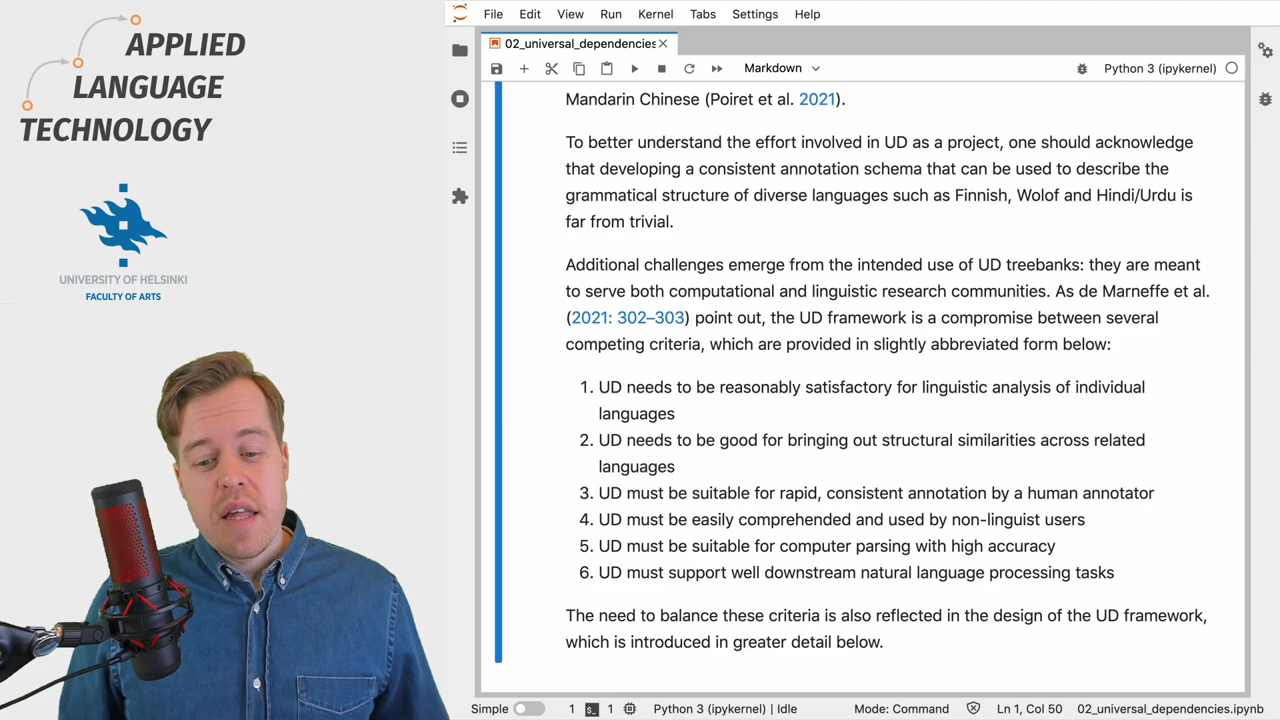 APPLIED
LANGUAGE
TECHNOLOGY
UNIVERSITY OF HELSINKI
FACULTY OF ARTS
File Edit View Run Kernel Tabs Settings Help
02_universal_dependencies
Markdown
Python 3 (ipykernel)
Mandarin Chinese (Poiret et al. 2021).
To better understand the effort involved in UD as a project, one should acknowledge
that developing a consistent annotation schema that can be used to describe the
grammatical structure of diverse languages such as Finnish, Wolof and Hindi/Urdu is
far from trivial.
Additional challenges emerge from the intended use of UD treebanks: they are meant
to serve both computational and linguistic research communities. As de Marneffe et al.
(2021: 302–303) point out, the UD framework is a compromise between several
competing criteria, which are provided in slightly abbreviated form below:
1. UD needs to be reasonably satisfactory for linguistic analysis of individual
languages
2. UD needs to be good for bringing out structural similarities across related
languages
3. UD must be suitable for rapid, consistent annotation by a human annotator
4. UD must be easily comprehended and used by non-linguist users
5. UD must be suitable for computer parsing with high accuracy
6. UD must support well downstream natural language processing tasks
The need to balance these criteria is also reflected in the design of the UD framework,
which is introduced in greater detail below.
Simple 1 1 Python 3 (ipykernel) | Idle Mode: Command Ln 1, Col 50 02_universal_dependencies.ipynb